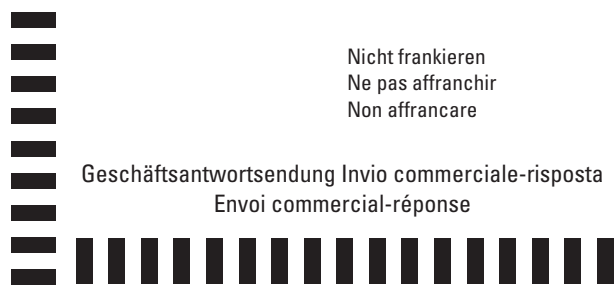 Nicht frankieren
Ne pas affranchir
Non affrancare
Geschäftsantwortsendung Invio commerciale-risposta
Envoi commercial-réponse